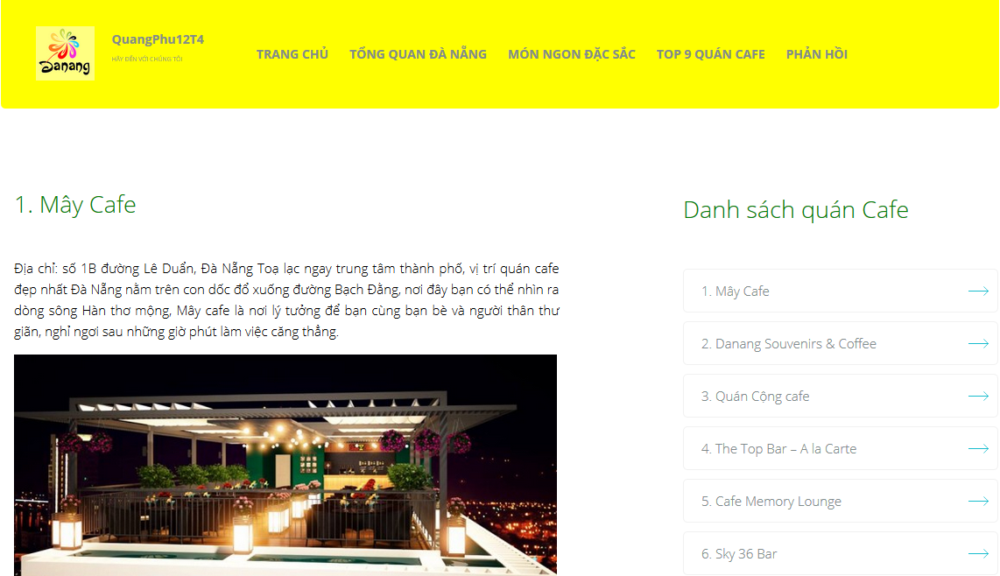 Danang
QuangPhu12T4
HÃY ĐẾN VỚI CHÚNG TÔI
TRANG CHỦ
TỔNG QUAN ĐÀ NẴNG
MÓN NGON ĐẶC SẮC
TOP 9 QUÁN CAFE
PHẢN HỒI
1. Mây Cafe
Địa chỉ: số 1B đường Lê Duẩn, Đà Nẵng Toạ lạc ngay trung tâm thành phố, vị trí quán cafe
đẹp nhất Đà Nẵng nằm trên con dốc đổ xuống đường Bạch Đằng, nơi đây bạn có thể nhìn ra
dòng sông Hàn thơ mộng, Mây cafe là nơi lý tưởng để bạn cùng bạn bè và người thân thư
giãn, nghỉ ngơi sau những giờ phút làm việc căng thẳng.
Danh sách quán Cafe
1. Mây Cafe
2. Danang Souvenirs & Coffee
3. Quán Cộng cafe
4. The Top Bar – A la Carte
5. Cafe Memory Lounge
6. Sky 36 Bar